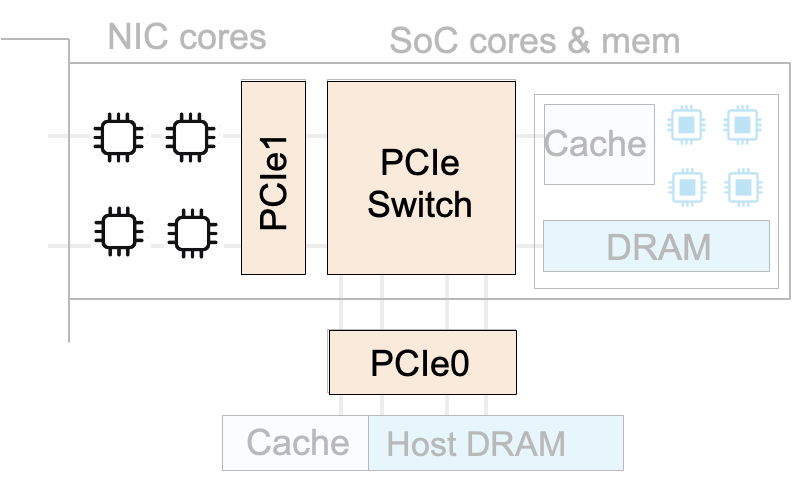 NIC cores
SoC cores & mem
PCIe1
PCIe
Switch
Cache
DRAM
PCIe0
Cache
Host DRAM